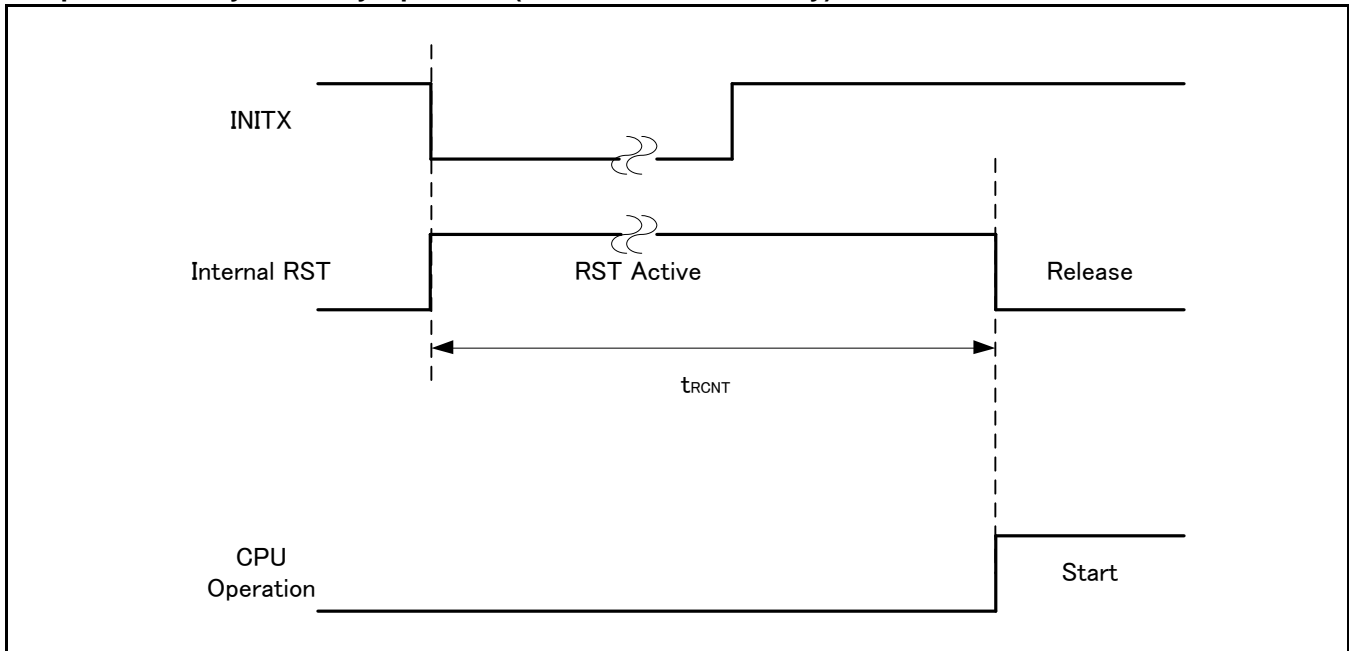 INITX
Internal RST
RST Active
Release
tRCNT
CPU
Operation
Start